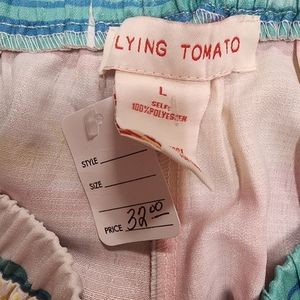 LYING TOMATO
L
SELF:
100%POLYESTER
STYLE
SIZE
PRICE 32.00